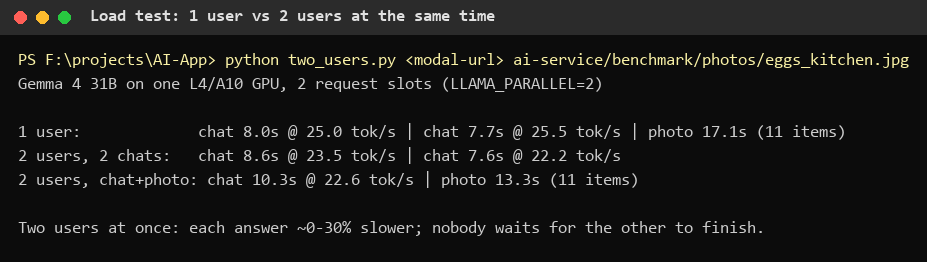 Load test: 1 user vs 2 users at the same time
PS F:\projects\AI-App> python two_users.py <modal-url> ai-service/benchmark/photos/eggs_kitchen.jpg
Gemma 4 31B on one L4/A10 GPU, 2 request slots (LLAMA_PARALLEL=2)
1 user:            chat 8.0s @ 25.0 tok/s | chat 7.7s @ 25.5 tok/s | photo 17.1s (11 items)
2 users, 2 chats:   chat 8.6s @ 23.5 tok/s | chat 7.6s @ 22.2 tok/s
2 users, chat+photo: chat 10.3s @ 22.6 tok/s | photo 13.3s (11 items)
Two users at once: each answer ~0-30% slower; nobody waits for the other to finish.